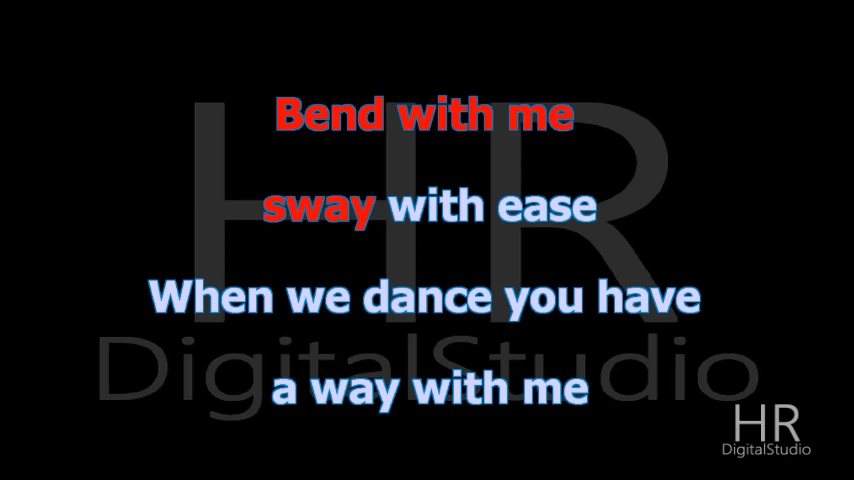 Bend with me
sway with ease
When we dance you have
a way with me
HR
DigitalStudio
HR
DigitalStudio